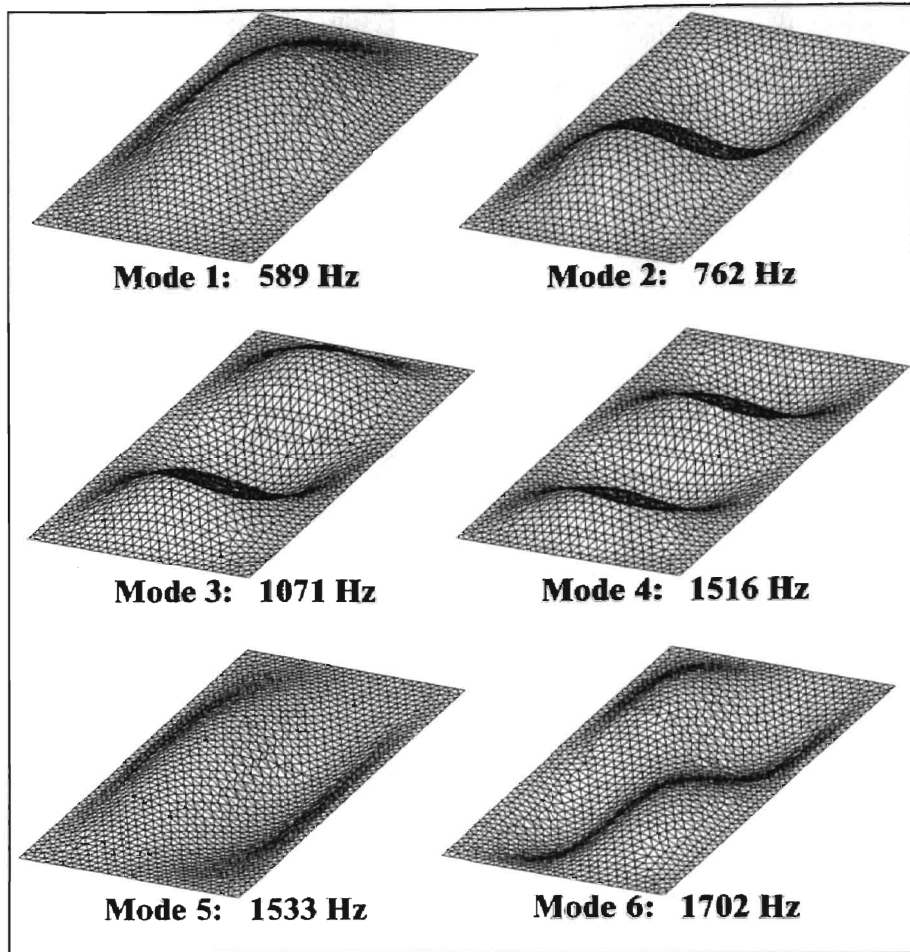 Mode 1: 589 Hz
Mode 2: 762 Hz
Mode 3: 1071 Hz
Mode 4: 1516 Hz
Mode 5: 1533 Hz
Mode 6: 1702 Hz